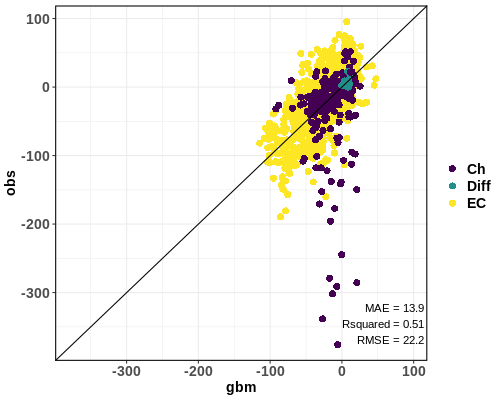 100
0
-100
-200
-300
obs
-300
-200
-100
0
100
gbm
MAE = 13.9
Rsquared = 0.51
RMSE = 22.2
Ch
Diff
EC